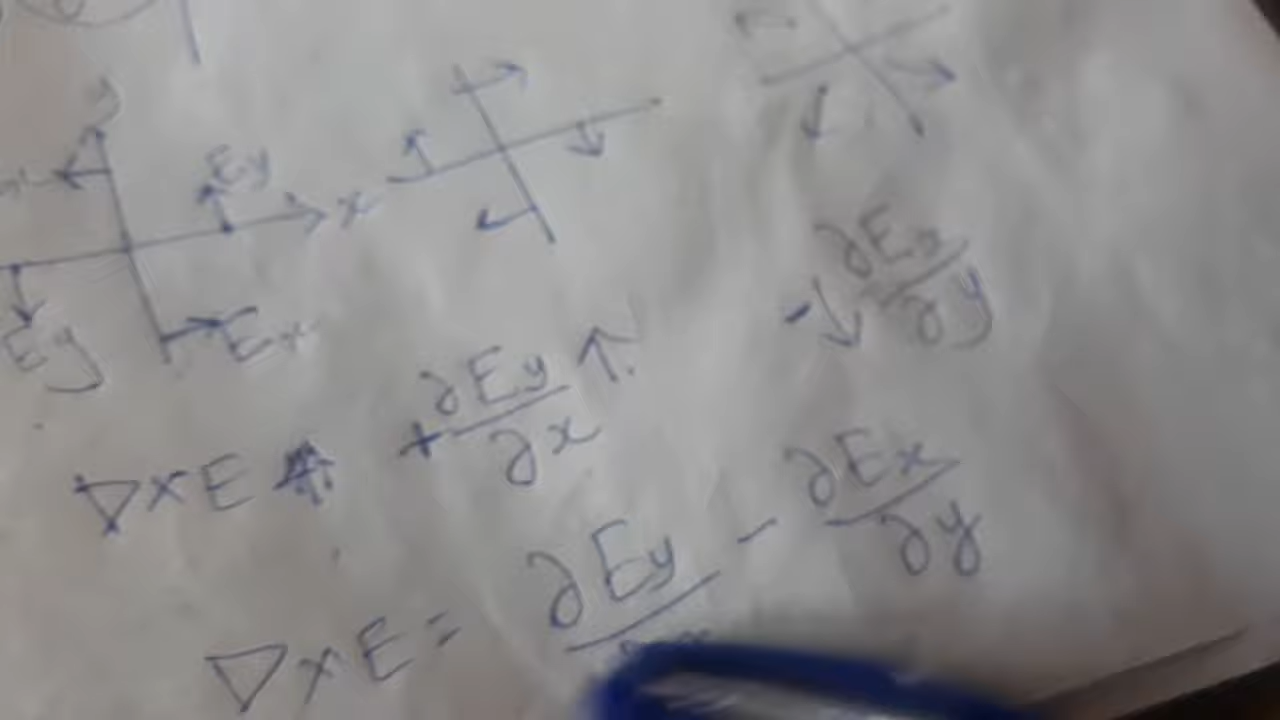 y
Ey
x
Ey
Ex
∂Ex/∂y
+∂Ey/∂x ↑
- ↓
∇×E
∇×E = ∂Ey/ - ∂Ex/∂y